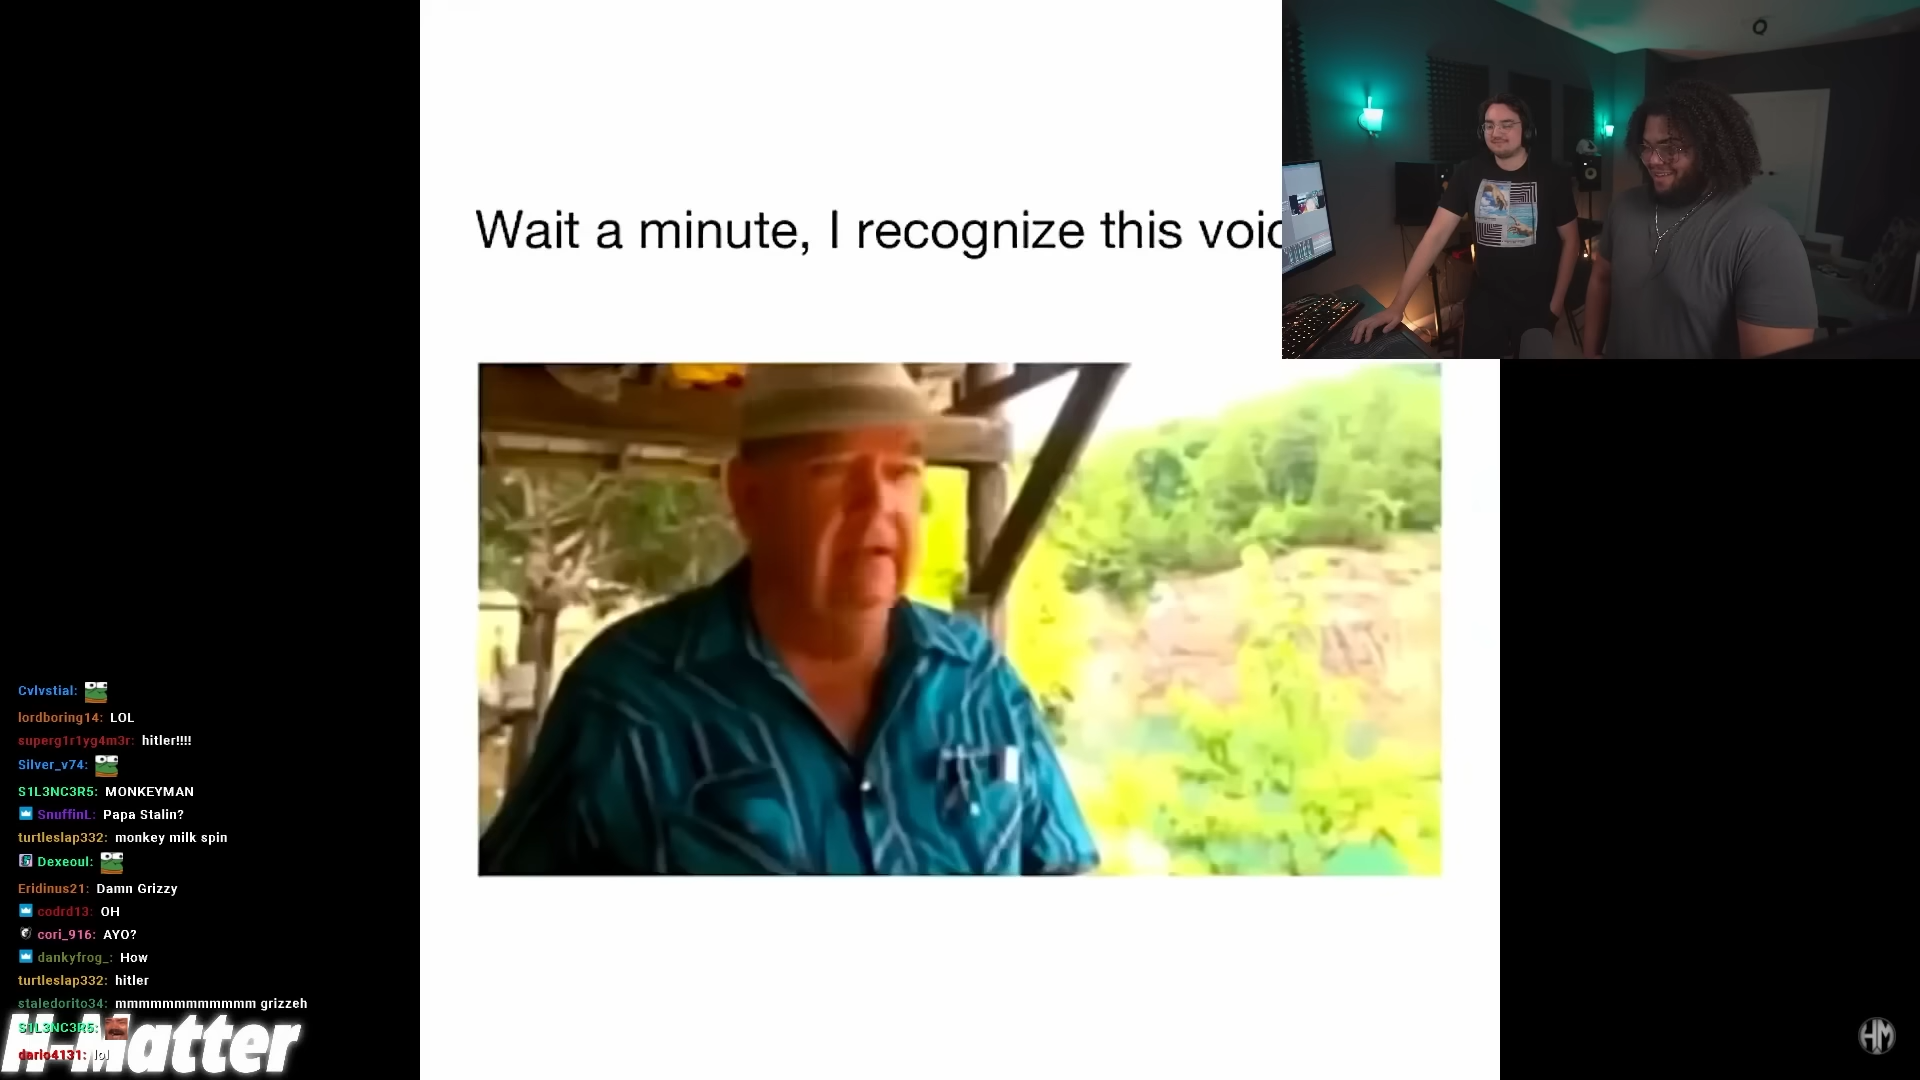 Wait a minute, I recognize this voic
Cvlvstial:
lordboring14: LOL
superg1r1yg4m3r: hitler!!!!
Silver_v74:
S1L3NC3R5: MONKEYMAN
SnuffinL: Papa Stalin?
turtleslap332: monkey milk spin
Dexeoul:
Eridinus21: Damn Grizzy
codrd13: OH
cori_916: AYO?
dankyfrog_: How
turtleslap332: hitler
staledorito34: mmmmmmmmmmmm grizzeh
S1L3NC3R5:
dario4131: lol
H-Matter
HM